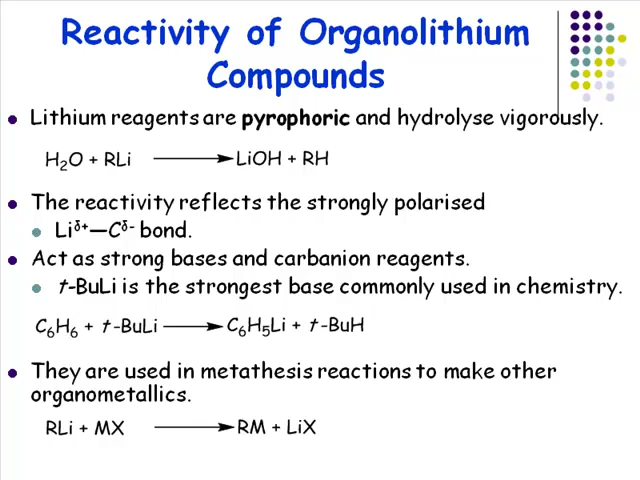 Reactivity of Organolithium
Compounds
● Lithium reagents are pyrophoric and hydrolyse vigorously.
H₂O + RLi ⟶ LiOH + RH
● The reactivity reflects the strongly polarised
● Liᵟ⁺—Cᵟ⁻ bond.
● Act as strong bases and carbanion reagents.
● t-BuLi is the strongest base commonly used in chemistry.
C₆H₆ + t-BuLi ⟶ C₆H₅Li + t-BuH
● They are used in metathesis reactions to make other
organometallics.
RLi + MX ⟶ RM + LiX